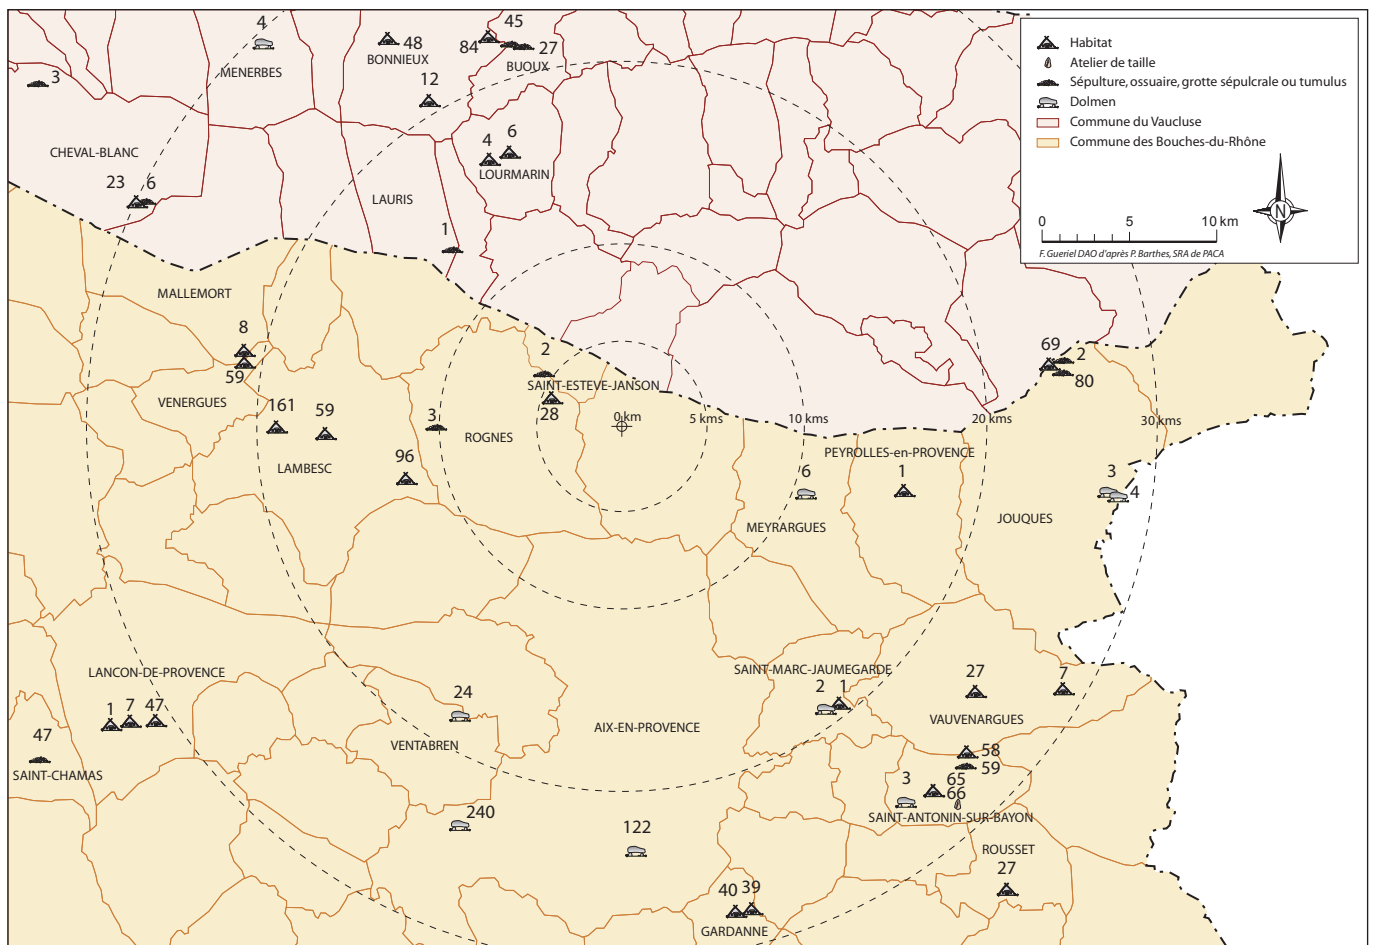 4
MENERBES
48
BONNIEUX
84
45
27
BUOUX
12
3
CHEVAL-BLANC
23
6
LAURIS
4
6
LOURMARIN
1
Habitat
Atelier de taille
Sépulture, ossuaire, grotte sépulcrale ou tumulus
Dolmen
Commune du Vaucluse
Commune des Bouches-du-Rhône
0
5
10 km
N
F. Gueriel DAO d'après P. Barthes, SRA de PACA
MALLEMORT
8
59
VENERGUES
161
59
LAMBESC
96
3
ROGNES
2
SAINT-ESTEVE-JANSON
28
0 km
5 kms
10 kms
20 kms
30 kms
69
2
80
PEYROLLES-en-PROVENCE
1
6
MEYRARGUES
JOUQUES
3
4
LANCON-DE-PROVENCE
1
7
47
47
SAINT-CHAMAS
24
VENTABREN
AIX-EN-PROVENCE
SAINT-MARC-JAUMEGARDE
2
1
27
7
VAUVENARGUES
58
59
3
65
66
SAINT-ANTONIN-SUR-BAYON
240
122
ROUSSET
27
40
39
GARDANNE